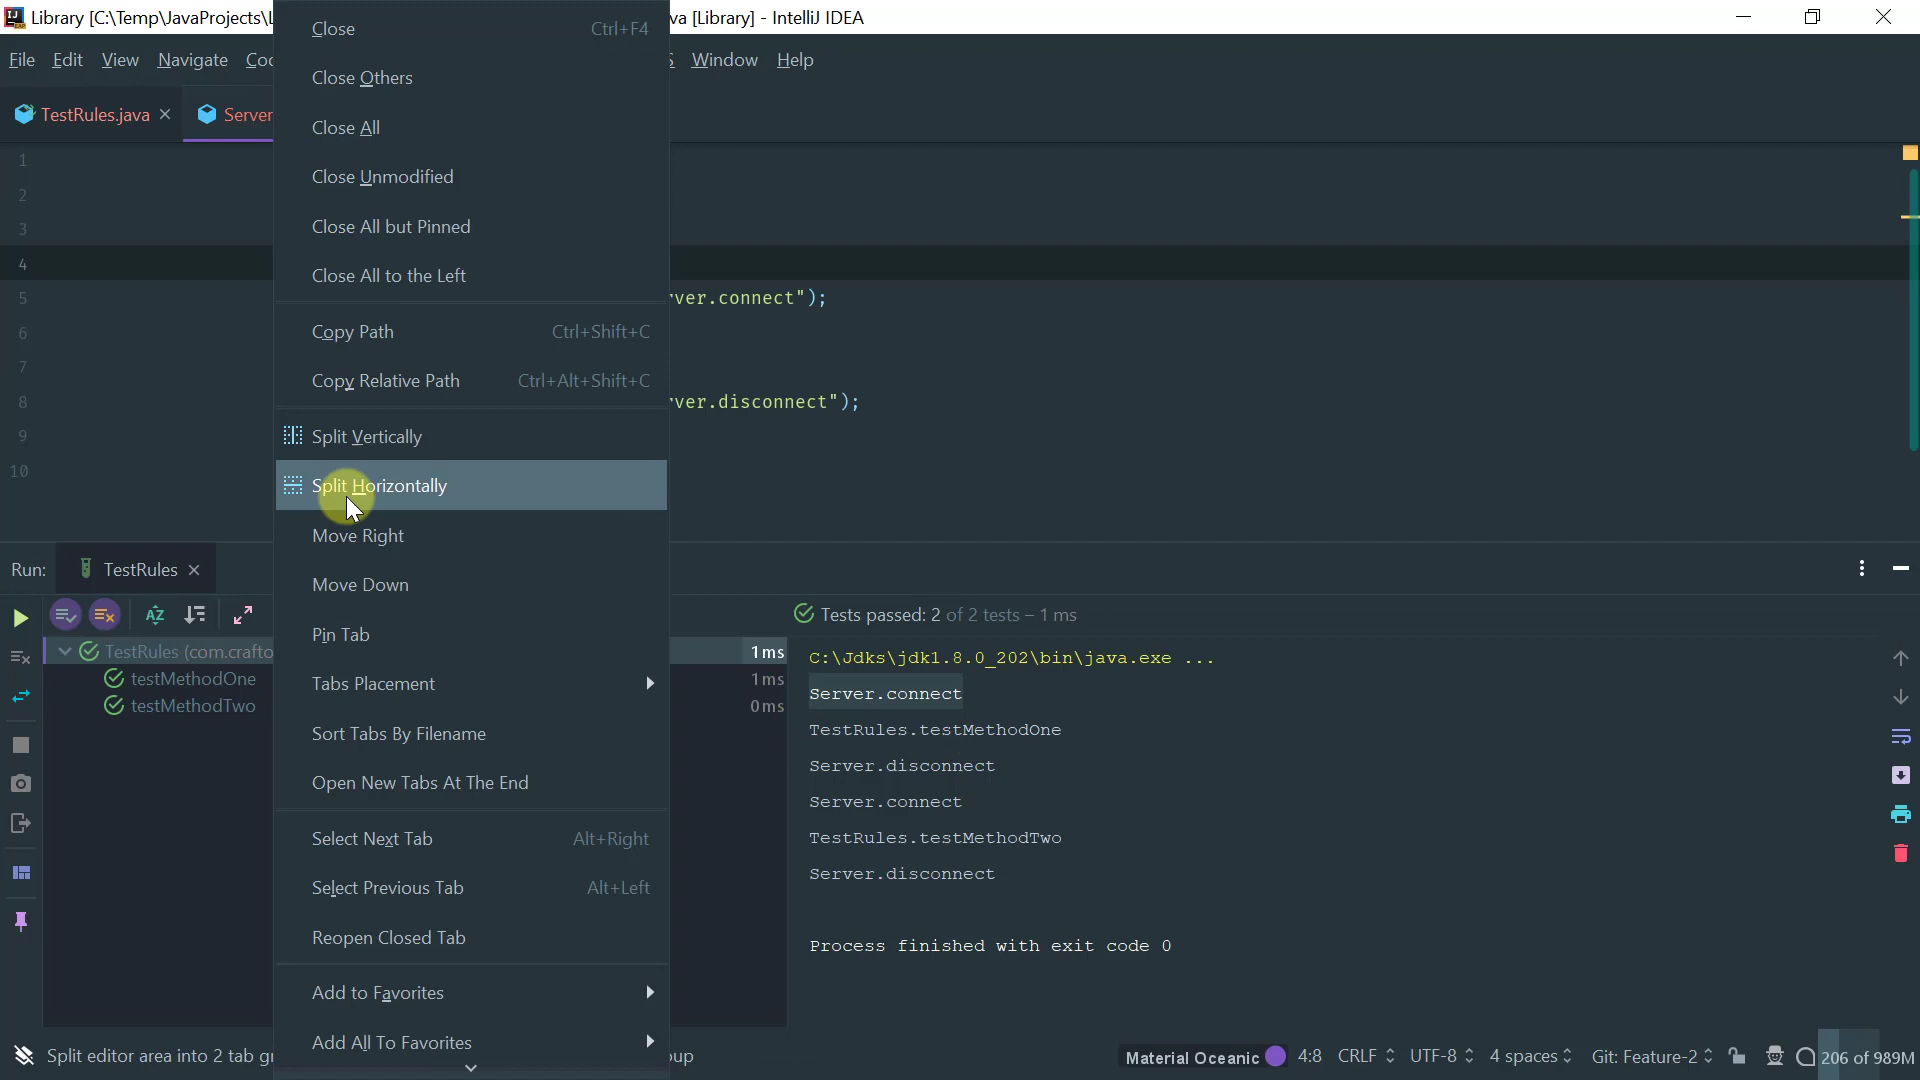 Library [C:\Temp\JavaProjects\L
va [Library] - IntelliJ IDEA
File Edit View Navigate Coc
S Window Help
TestRules.java
Server
Close Ctrl+F4
Close Others
Close All
Close Unmodified
Close All but Pinned
Close All to the Left
Copy Path Ctrl+Shift+C
Copy Relative Path Ctrl+Alt+Shift+C
Split Vertically
Split Horizontally
Move Right
Move Down
Pin Tab
Tabs Placement
Sort Tabs By Filename
Open New Tabs At The End
Select Next Tab Alt+Right
Select Previous Tab Alt+Left
Reopen Closed Tab
Add to Favorites
Add All To Favorites
1
2
3
4
5
6
7
8
9
10
ver.connect");
ver.disconnect");
Run: TestRules
Tests passed: 2 of 2 tests – 1 ms
TestRules (com.crafto 1ms
testMethodOne 1ms
testMethodTwo 0ms
C:\Jdks\jdk1.8.0_202\bin\java.exe ...
Server.connect
TestRules.testMethodOne
Server.disconnect
Server.connect
TestRules.testMethodTwo
Server.disconnect
Process finished with exit code 0
Split editor area into 2 tab gr
oup
Material Oceanic 4:8 CRLF UTF-8 4 spaces Git: Feature-2 206 of 989M